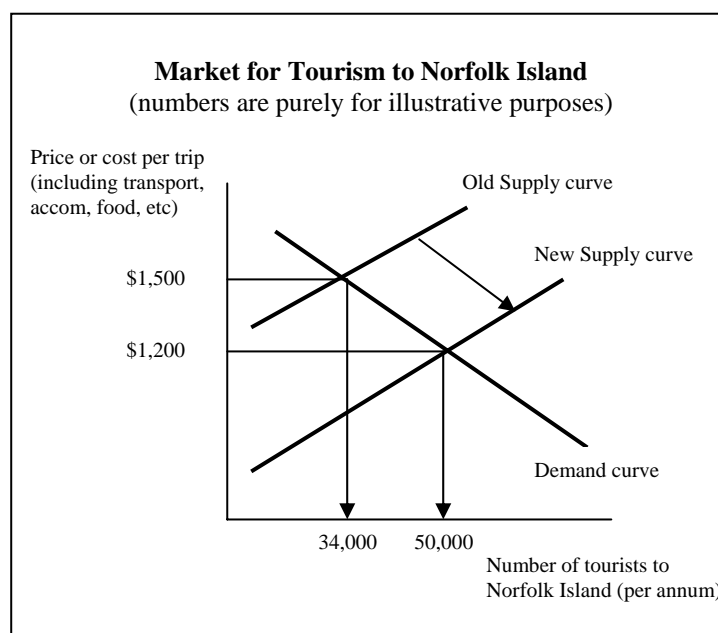 Market for Tourism to Norfolk Island
(numbers are purely for illustrative purposes)
Price or cost per trip
(including transport,
accom, food, etc)
Old Supply curve
New Supply curve
$1,500
$1,200
Demand curve
34,000
50,000
Number of tourists to
Norfolk Island (per annum)